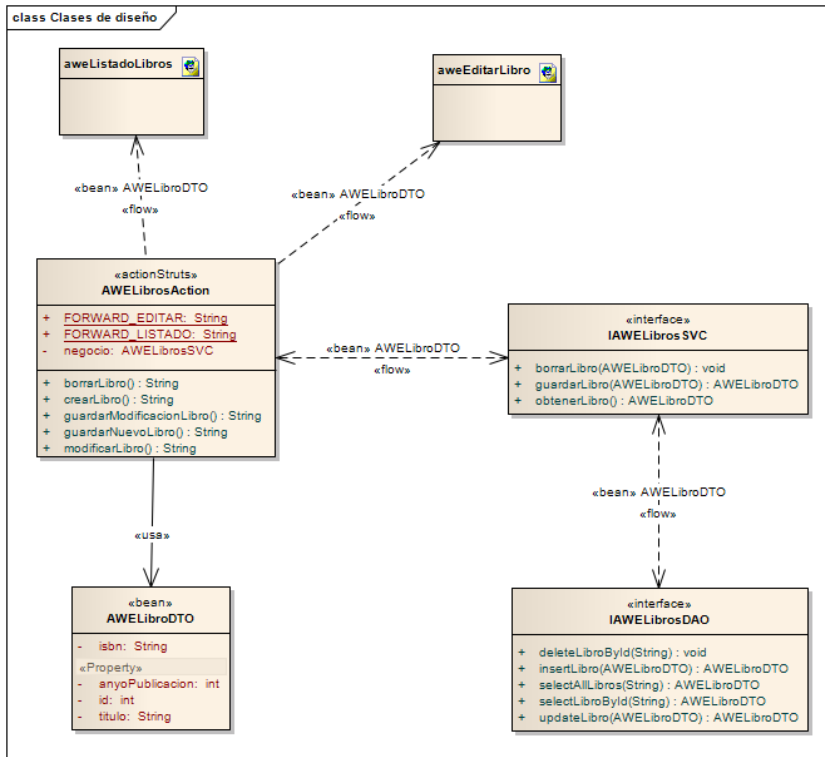 class Clases de diseño
aweListadoLibros
aweEditarLibro
«bean» AWELibroDTO
«flow»
«bean» AWELibroDTO
«flow»
«actionStruts»
AWELibrosAction
+ FORWARD_EDITAR: String
+ FORWARD_LISTADO: String
- negocio: AWELibrosSVC
+ borrarLibro() : String
+ crearLibro() : String
+ guardarModificacionLibro() : String
+ guardarNuevoLibro() : String
+ modificarLibro() : String
«bean» AWELibroDTO
«flow»
«interface»
IAWELibrosSVC
+ borrarLibro(AWELibroDTO) : void
+ guardarLibro(AWELibroDTO) : AWELibroDTO
+ obtenerLibro() : AWELibroDTO
«bean» AWELibroDTO
«flow»
«usa»
«bean»
AWELibroDTO
- isbn: String
«Property»
- anyoPublicacion: int
- id: int
- titulo: String
«interface»
IAWELibrosDAO
+ deleteLibroById(String) : void
+ insertLibro(AWELibroDTO) : AWELibroDTO
+ selectAllLibros(String) : AWELibroDTO
+ selectLibroById(String) : AWELibroDTO
+ updateLibro(AWELibroDTO) : AWELibroDTO